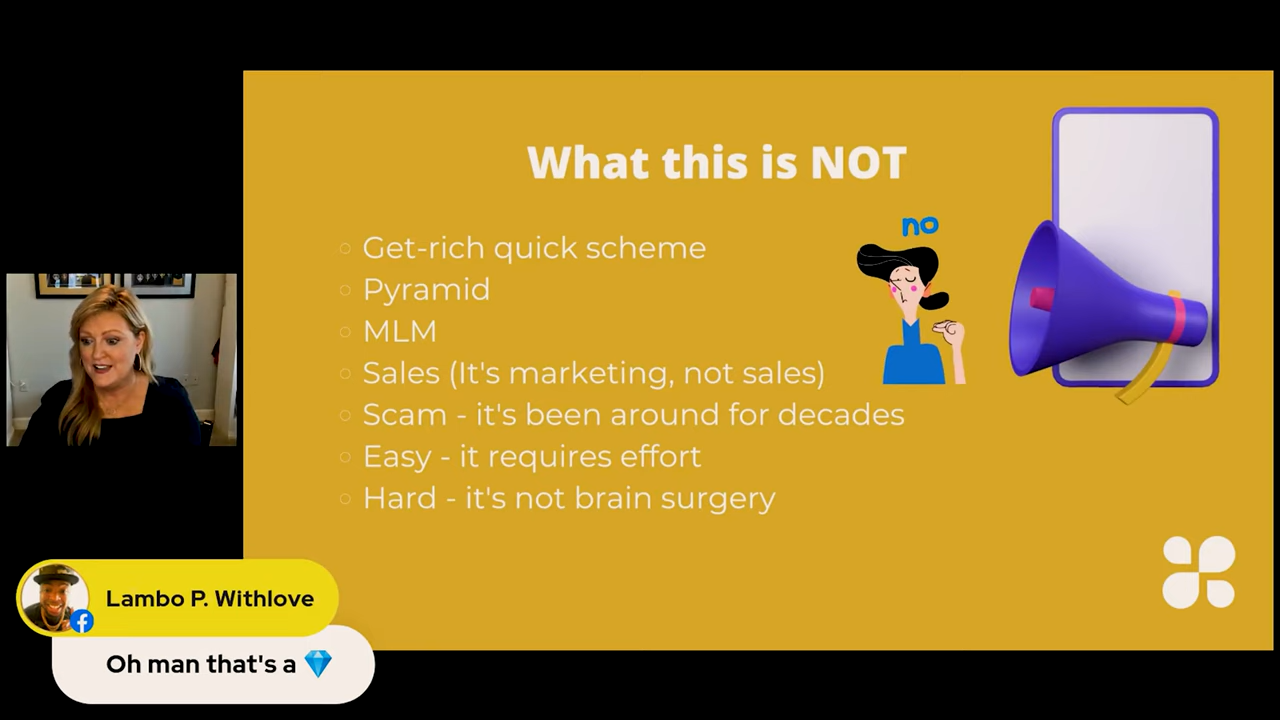 What this is NOT
no
Get-rich quick scheme
Pyramid
MLM
Sales (It's marketing, not sales)
Scam - it's been around for decades
Easy - it requires effort
Hard - it's not brain surgery
Lambo P. Withlove
Oh man that's a 💎